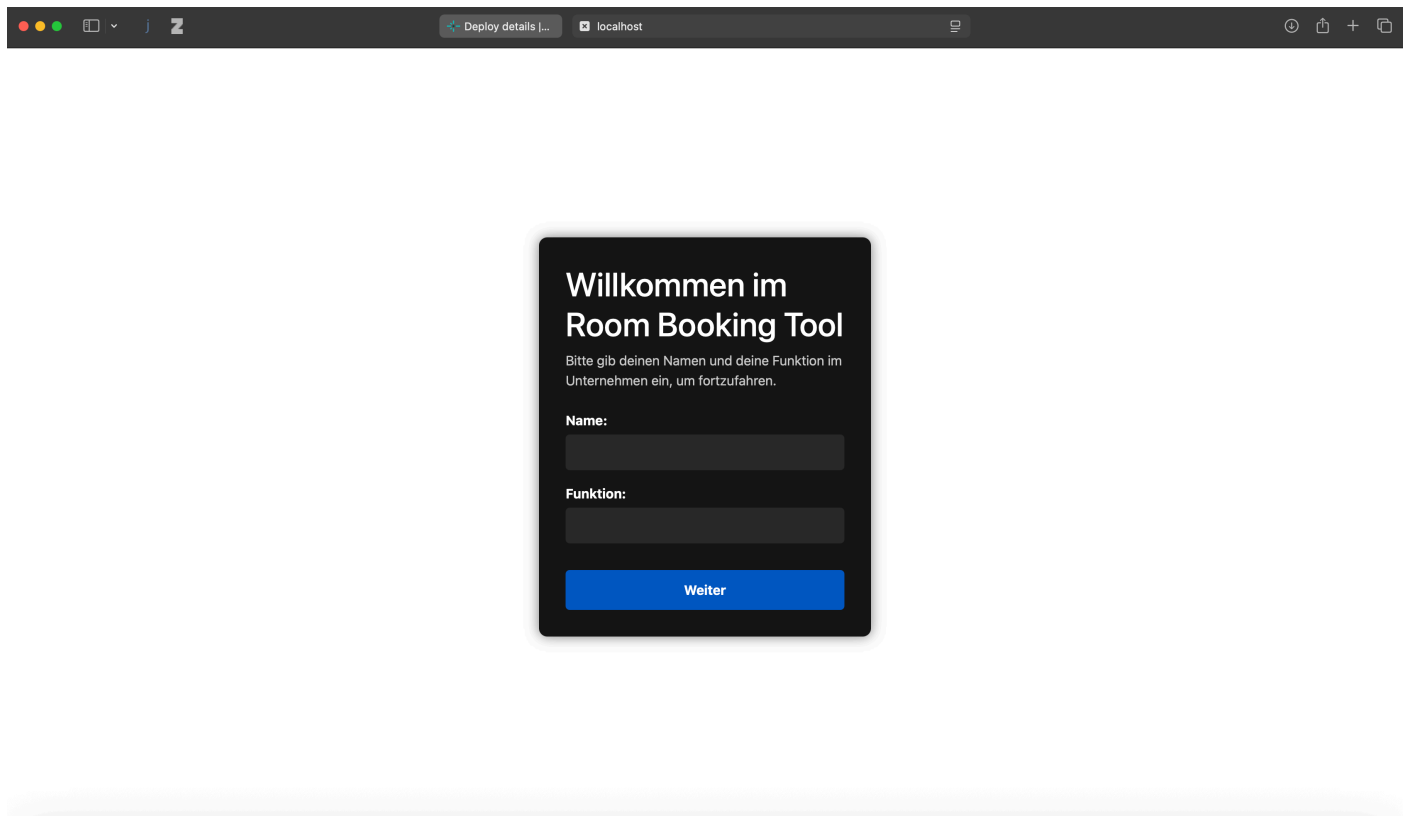 j
Z
Deploy details |...
localhost
Willkommen im
Room Booking Tool
Bitte gib deinen Namen und deine Funktion im
Unternehmen ein, um fortzufahren.
Name:
Funktion:
Weiter